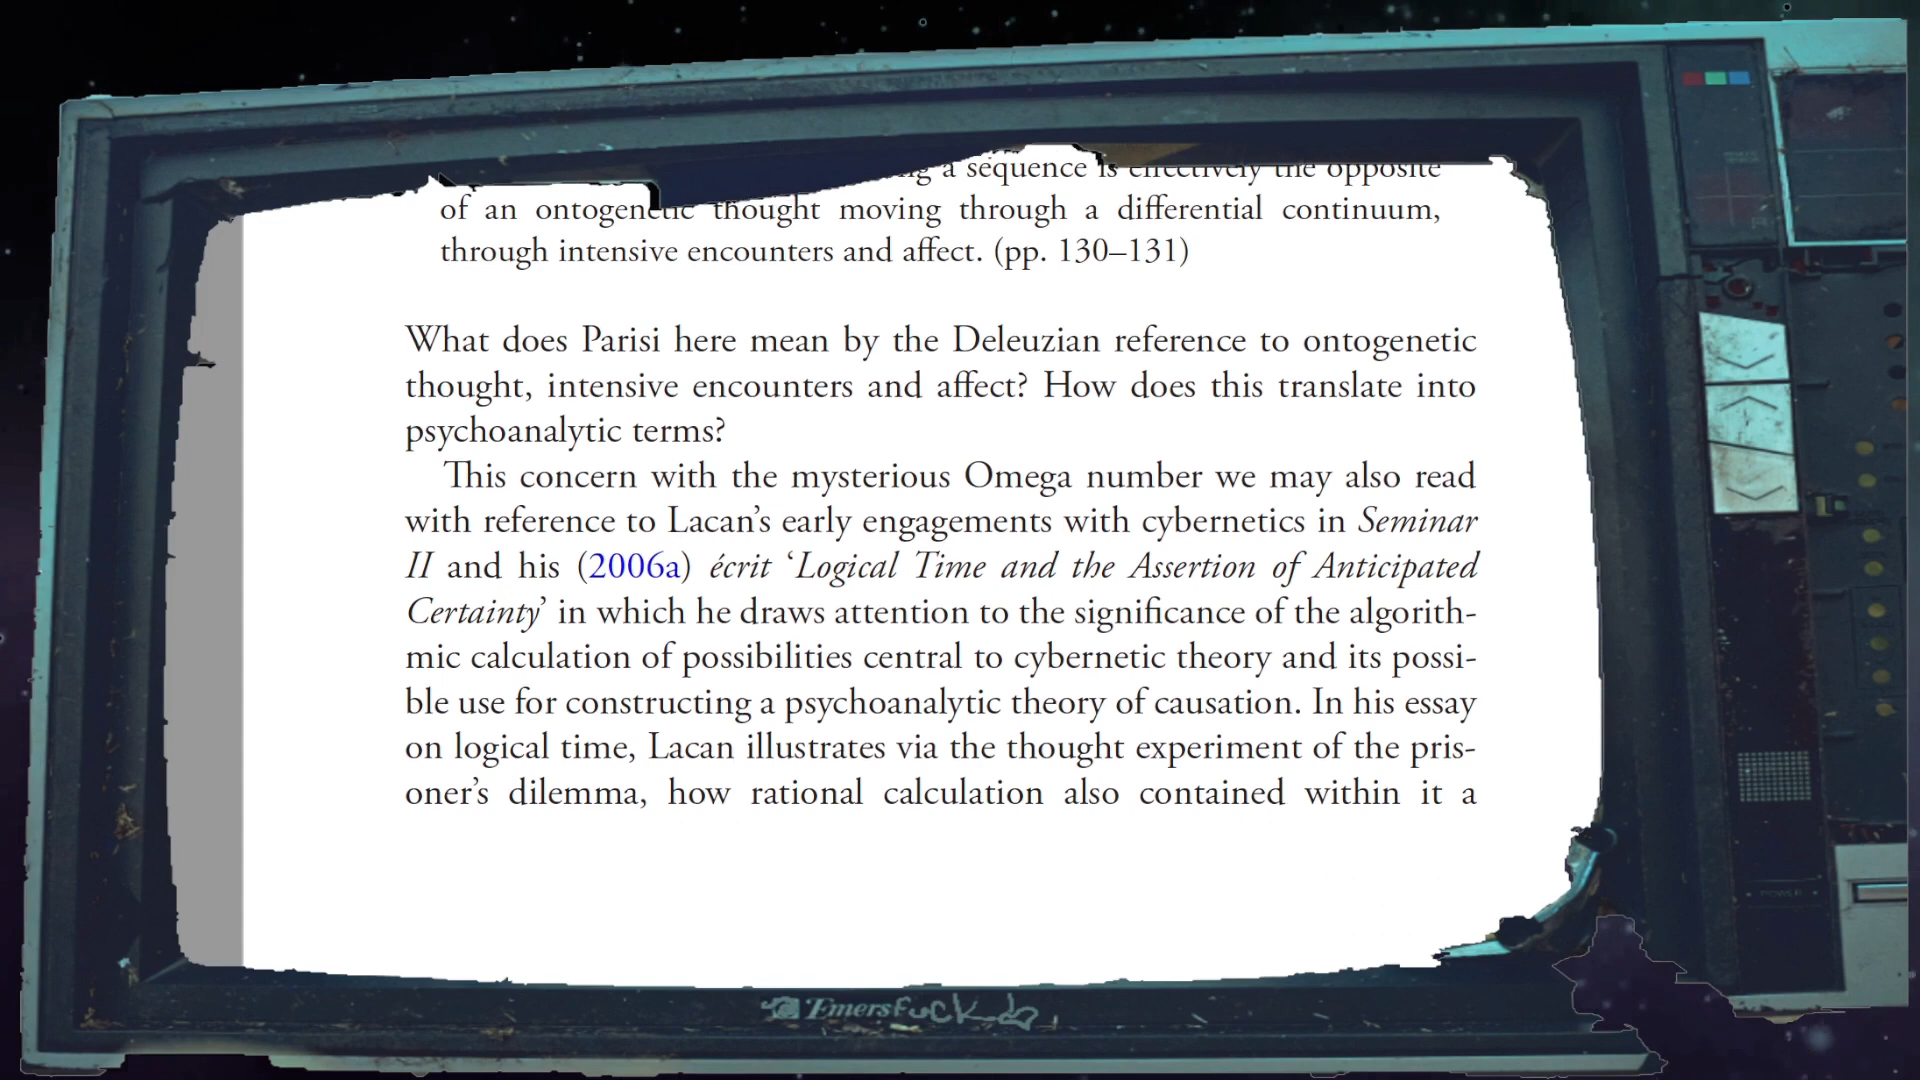 a sequence is effectively the opposite
of an ontogenetic thought moving through a differential continuum,
through intensive encounters and affect. (pp. 130–131)
What does Parisi here mean by the Deleuzian reference to ontogenetic
thought, intensive encounters and affect? How does this translate into
psychoanalytic terms?
This concern with the mysterious Omega number we may also read
with reference to Lacan’s early engagements with cybernetics in Seminar
II and his (2006a) écrit ‘Logical Time and the Assertion of Anticipated
Certainty’ in which he draws attention to the significance of the algorith-
mic calculation of possibilities central to cybernetic theory and its possi-
ble use for constructing a psychoanalytic theory of causation. In his essay
on logical time, Lacan illustrates via the thought experiment of the pris-
oner’s dilemma, how rational calculation also contained within it a
Emersfuck
POWER